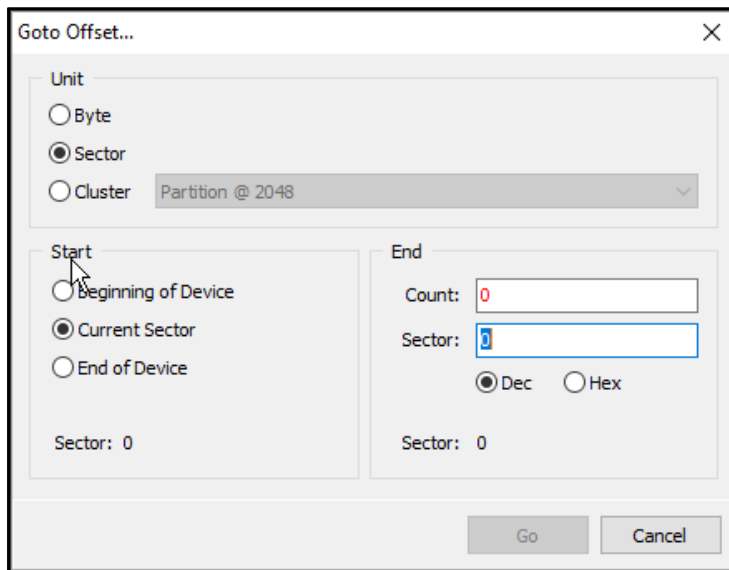 Goto Offset...
Unit
Byte
Sector
Cluster Partition @ 2048
Start
Beginning of Device
Current Sector
End of Device
Sector: 0
End
Count: 0
Sector: 0
Dec Hex
Sector: 0
Go Cancel